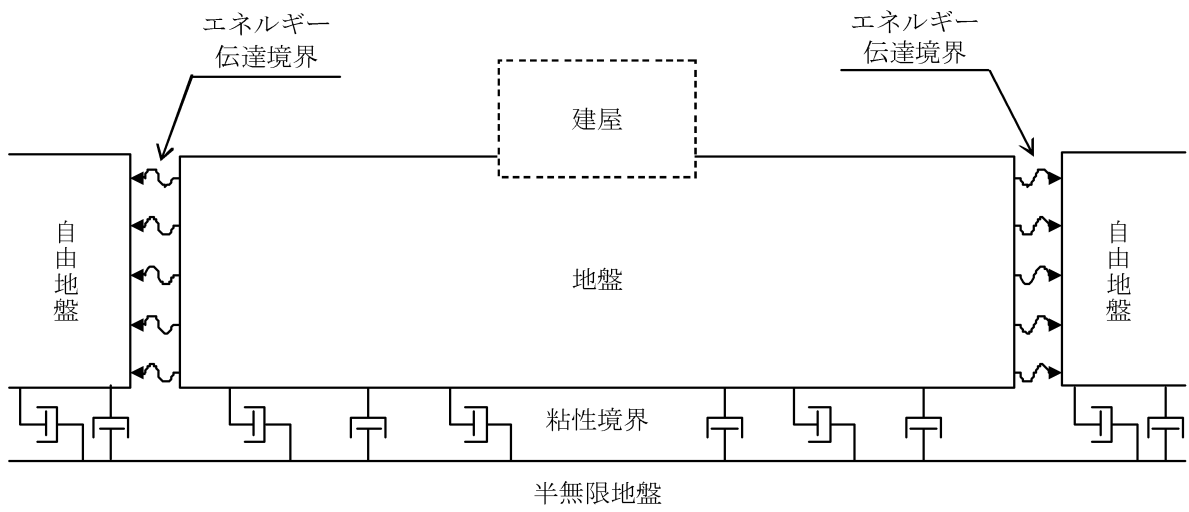 エネルギー
伝達境界
エネルギー
伝達境界
建屋
自由地盤
地盤
自由地盤
粘性境界
半無限地盤